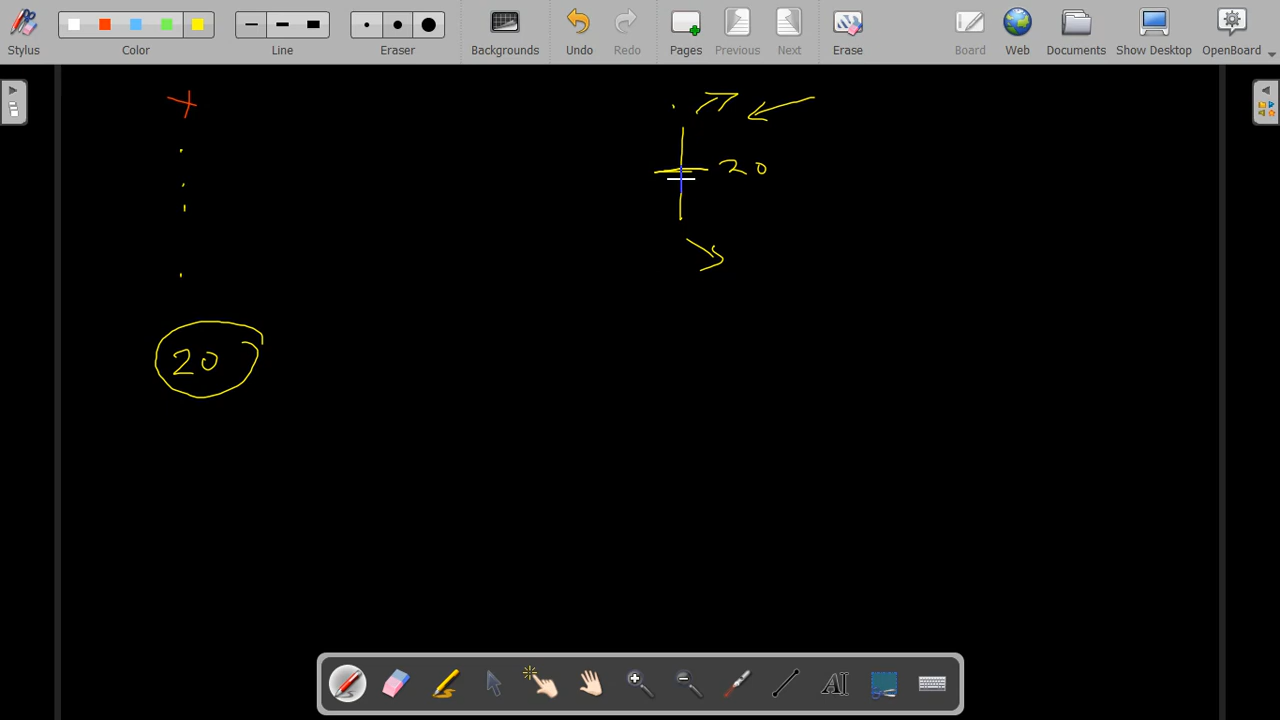 Stylus
Color
Line
Eraser
Backgrounds
Undo
Redo
Pages
Previous
Next
Erase
Board
Web
Documents
Show Desktop
OpenBoard
20
20
AI